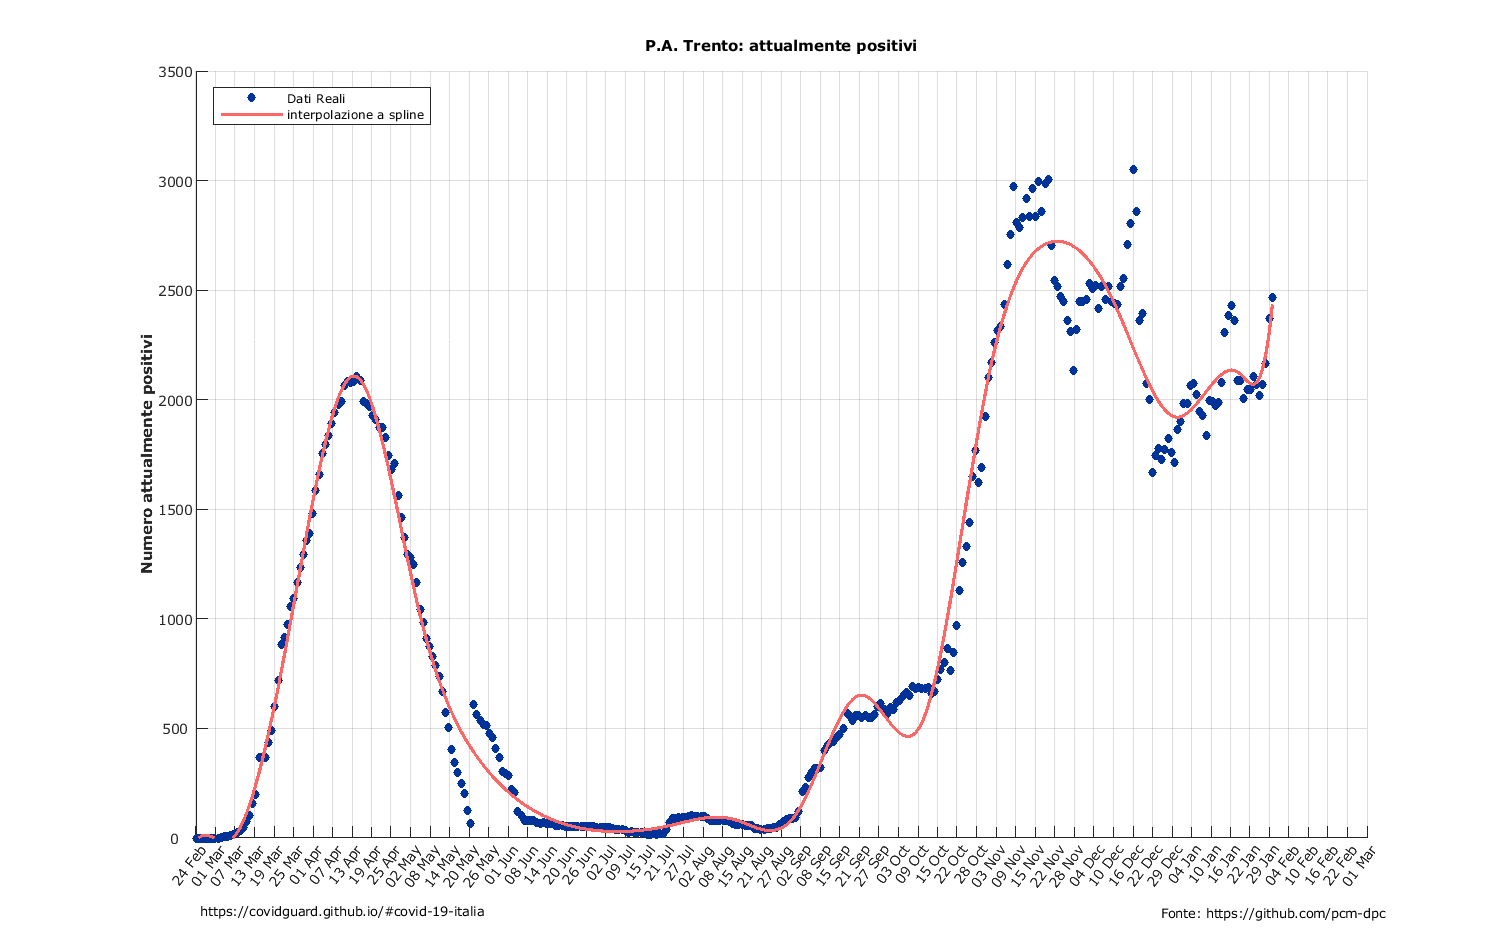 P.A. Trento: attualmente positivi
3500
3000
2500
2000
1500
1000
500
0
Numero attualmente positivi
Dati Reali
interpolazione a spline
24 Feb
01 Mar
07 Mar
13 Mar
19 Mar
25 Mar
01 Apr
07 Apr
13 Apr
19 Apr
25 Apr
02 May
08 May
14 May
20 May
26 May
01 Jun
08 Jun
14 Jun
20 Jun
26 Jun
02 Jul
09 Jul
15 Jul
21 Jul
27 Jul
02 Aug
08 Aug
15 Aug
21 Aug
27 Aug
02 Sep
08 Sep
15 Sep
21 Sep
27 Sep
03 Oct
09 Oct
15 Oct
22 Oct
28 Oct
03 Nov
09 Nov
15 Nov
22 Nov
28 Nov
04 Dec
10 Dec
16 Dec
22 Dec
29 Dec
04 Jan
10 Jan
16 Jan
22 Jan
29 Jan
04 Feb
10 Feb
16 Feb
22 Feb
01 Mar
https://covidguard.github.io/#covid-19-italia
Fonte: https://github.com/pcm-dpc